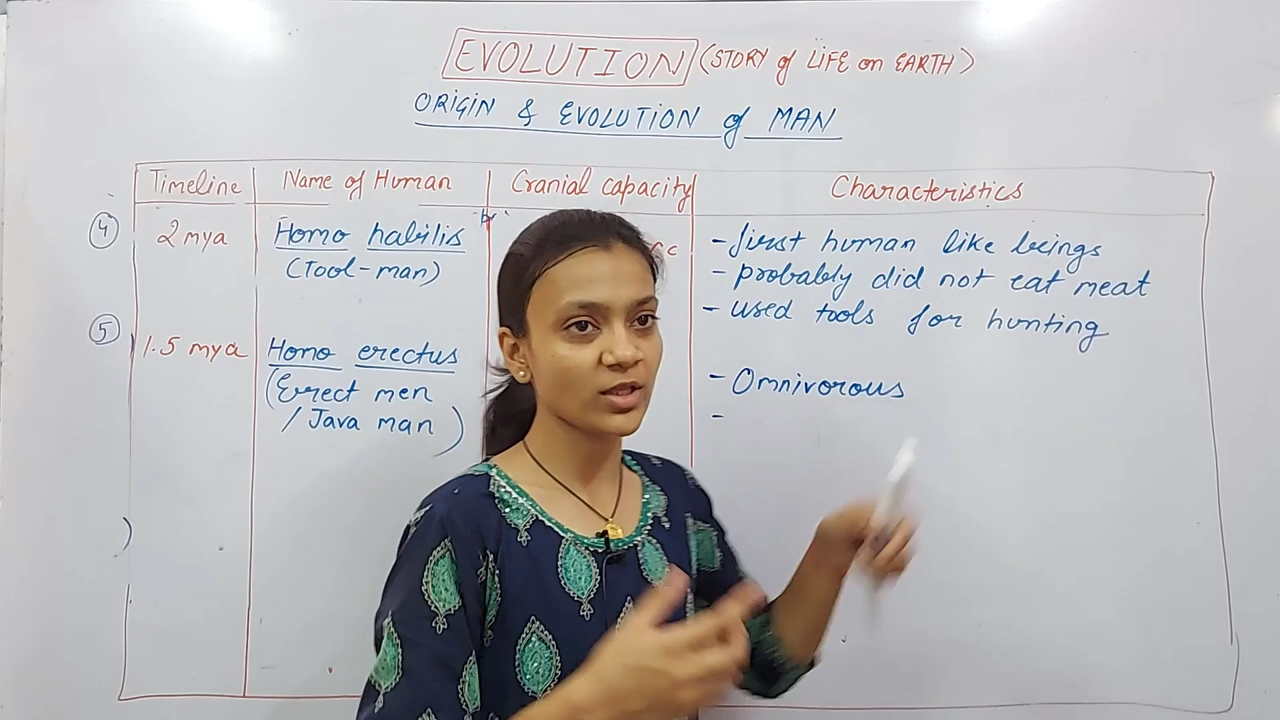 EVOLUTION (STORY of LIFE on EARTH)
ORIGIN & EVOLUTION of MAN
Timeline Name of Human Cranial capacity Characteristics
4 2 mya Homo habilis cc - first human like beings
(Tool-man) - probably did not eat meat
- used tools for hunting
5 1.5 mya Homo erectus - Omnivorous
(Erect men -
/ Java man)